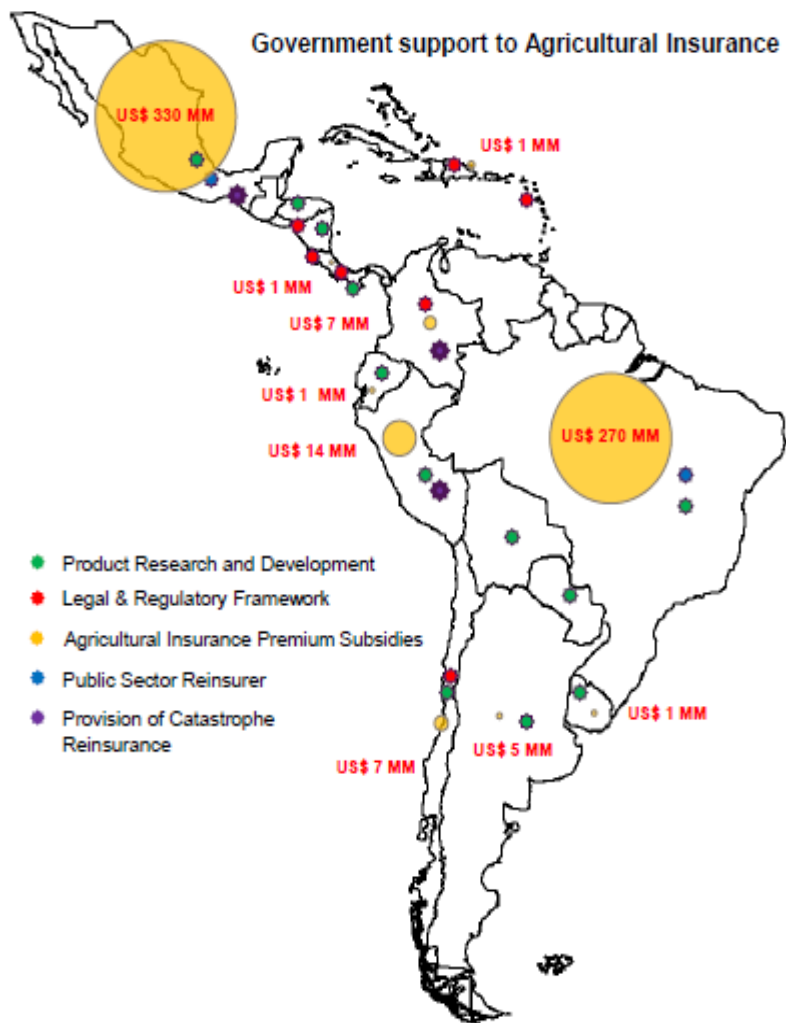 Government support to Agricultural Insurance
US$ 330 MM
US$ 1 MM
US$ 1 MM
US$ 7 MM
US$ 1 MM
US$ 270 MM
US$ 14 MM
Product Research and Development
Legal & Regulatory Framework
Agricultural Insurance Premium Subsidies
Public Sector Reinsurer
Provision of Catastrophe
Reinsurance
US$ 1 MM
US$ 5 MM
US$ 7 MM